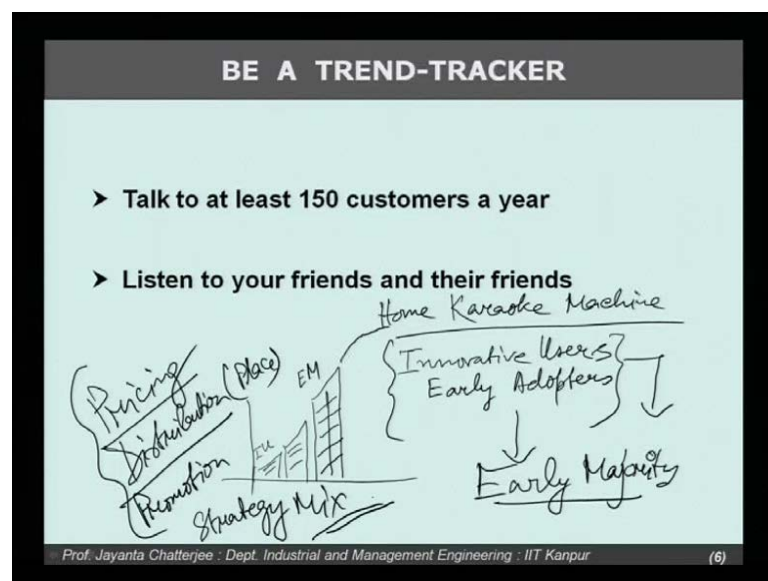 BE A TREND-TRACKER
➤ Talk to at least 150 customers a year
➤ Listen to your friends and their friends
Home Karaoke Machine
Innovative Users
Early Adopters
Early Majority
Pricing
Distribution (Place)
Promotion
EM
IU
Strategy Mix
Prof. Jayanta Chatterjee : Dept. Industrial and Management Engineering : IIT Kanpur
(6)